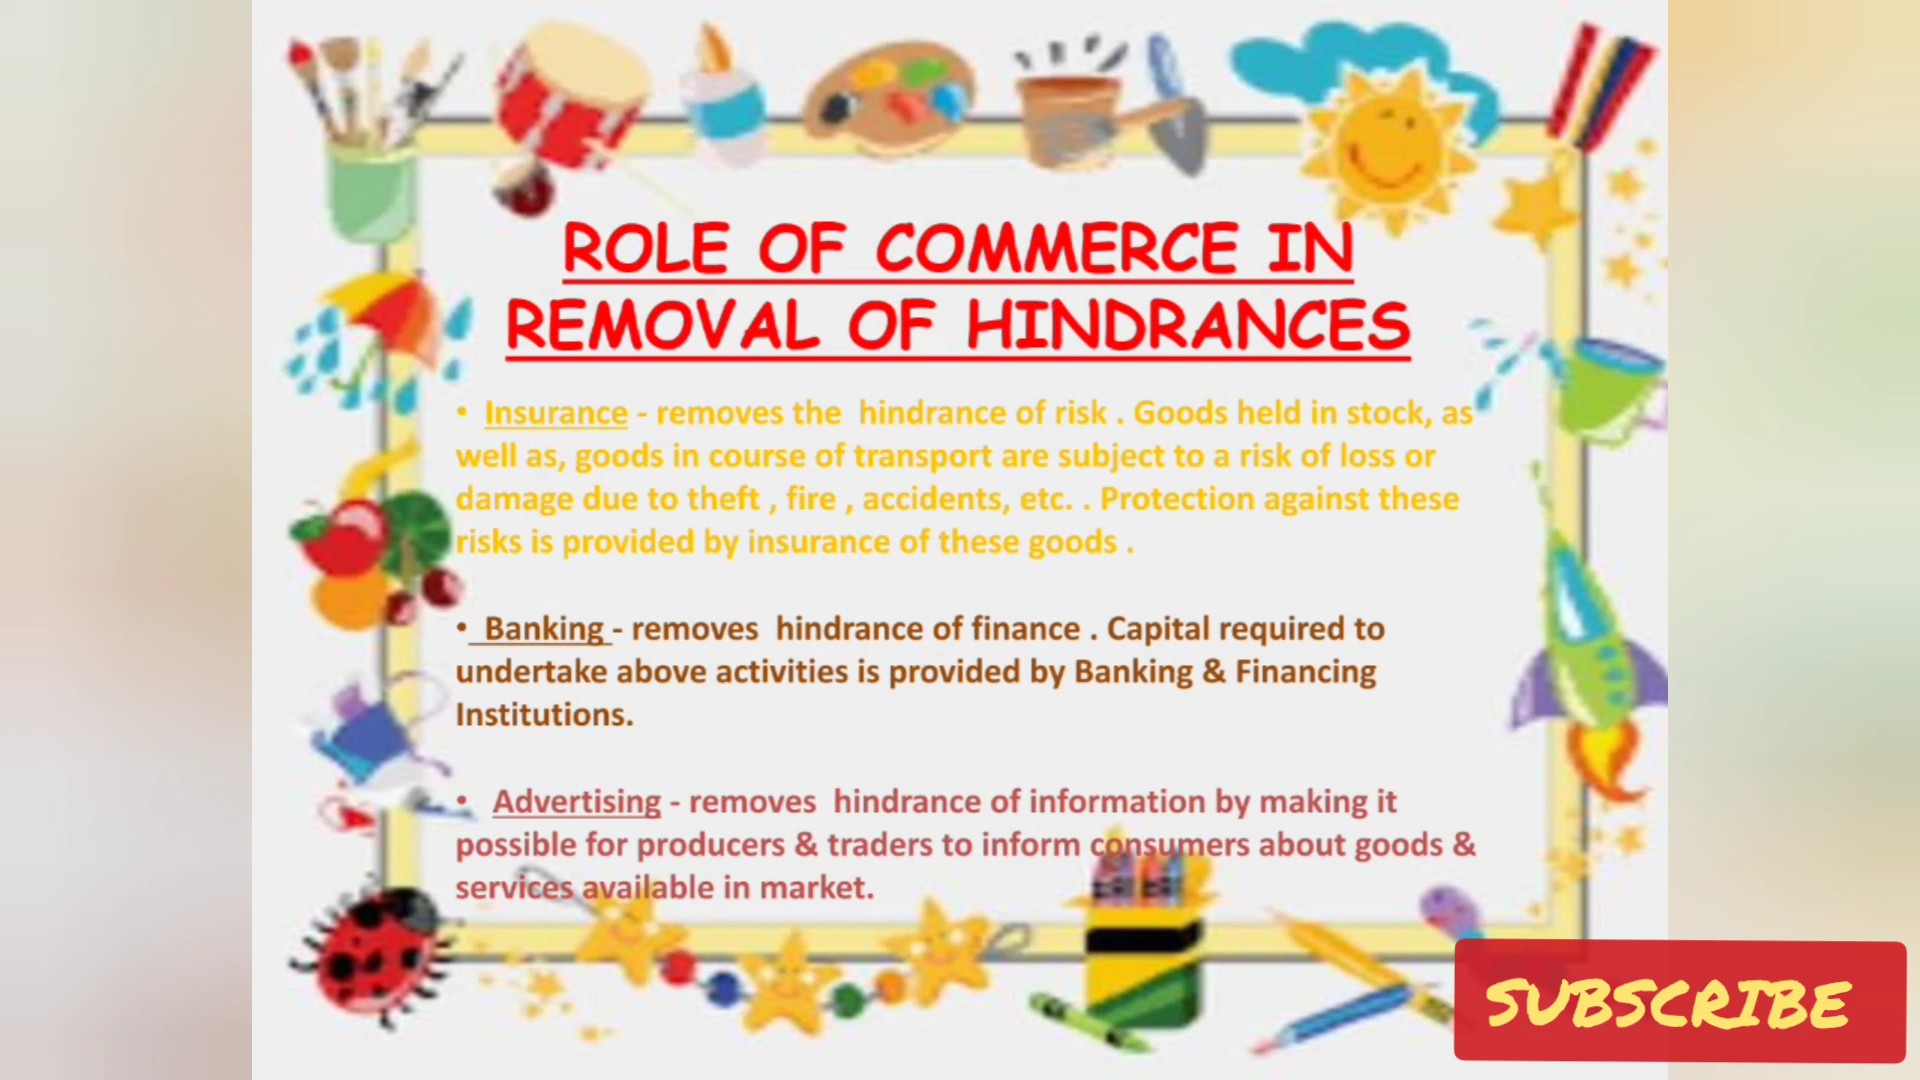 ROLE OF COMMERCE IN
REMOVAL OF HINDRANCES
• Insurance - removes the hindrance of risk . Goods held in stock, as
well as, goods in course of transport are subject to a risk of loss or
damage due to theft , fire , accidents, etc. . Protection against these
risks is provided by insurance of these goods .
• Banking - removes hindrance of finance . Capital required to
undertake above activities is provided by Banking & Financing
Institutions.
• Advertising - removes hindrance of information by making it
possible for producers & traders to inform consumers about goods &
services available in market.
SUBSCRIBE